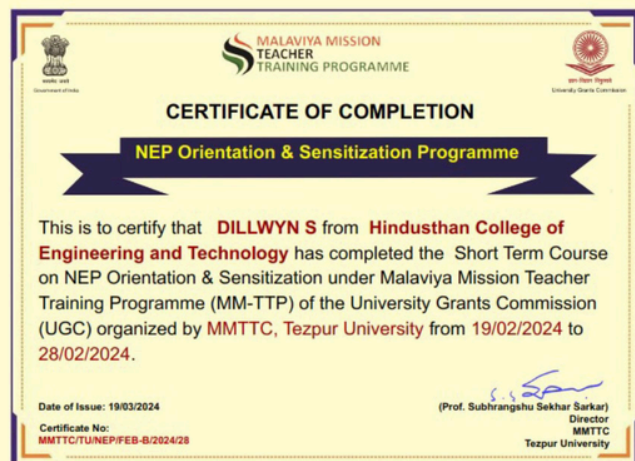 MALAVIYA MISSION
TEACHER
TRAINING PROGRAMME
Government of India
University Grants Commission
CERTIFICATE OF COMPLETION
NEP Orientation & Sensitization Programme
This is to certify that DILLWYN S from Hindusthan College of
Engineering and Technology has completed the Short Term Course
on NEP Orientation & Sensitization under Malaviya Mission Teacher
Training Programme (MM-TTP) of the University Grants Commission
(UGC) organized by MMTTC, Tezpur University from 19/02/2024 to
28/02/2024.
Date of Issue: 19/03/2024
Certificate No:
MMTTC/TU/NEP/FEB-B/2024/28
(Prof. Subhrangshu Sekhar Sarkar)
Director
MMTTC
Tezpur University